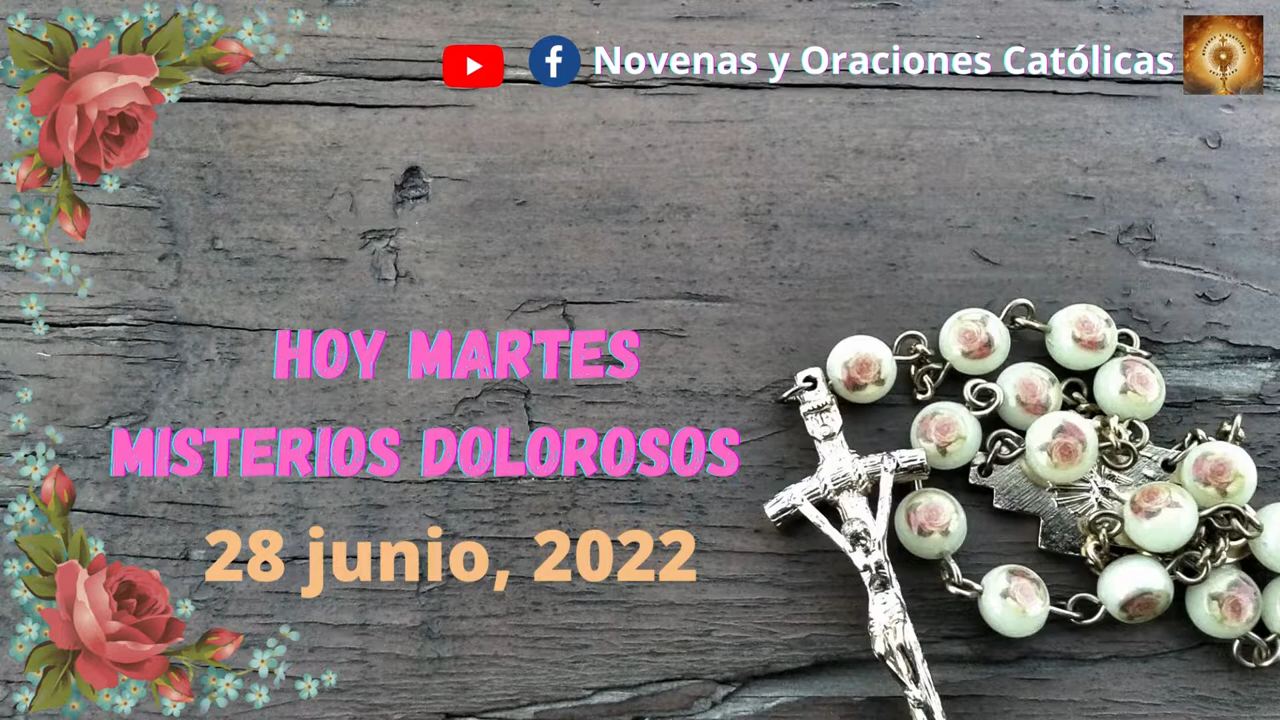 Novenas y Oraciones Católicas
HOY MARTES
MISTERIOS DOLOROSOS
28 junio, 2022